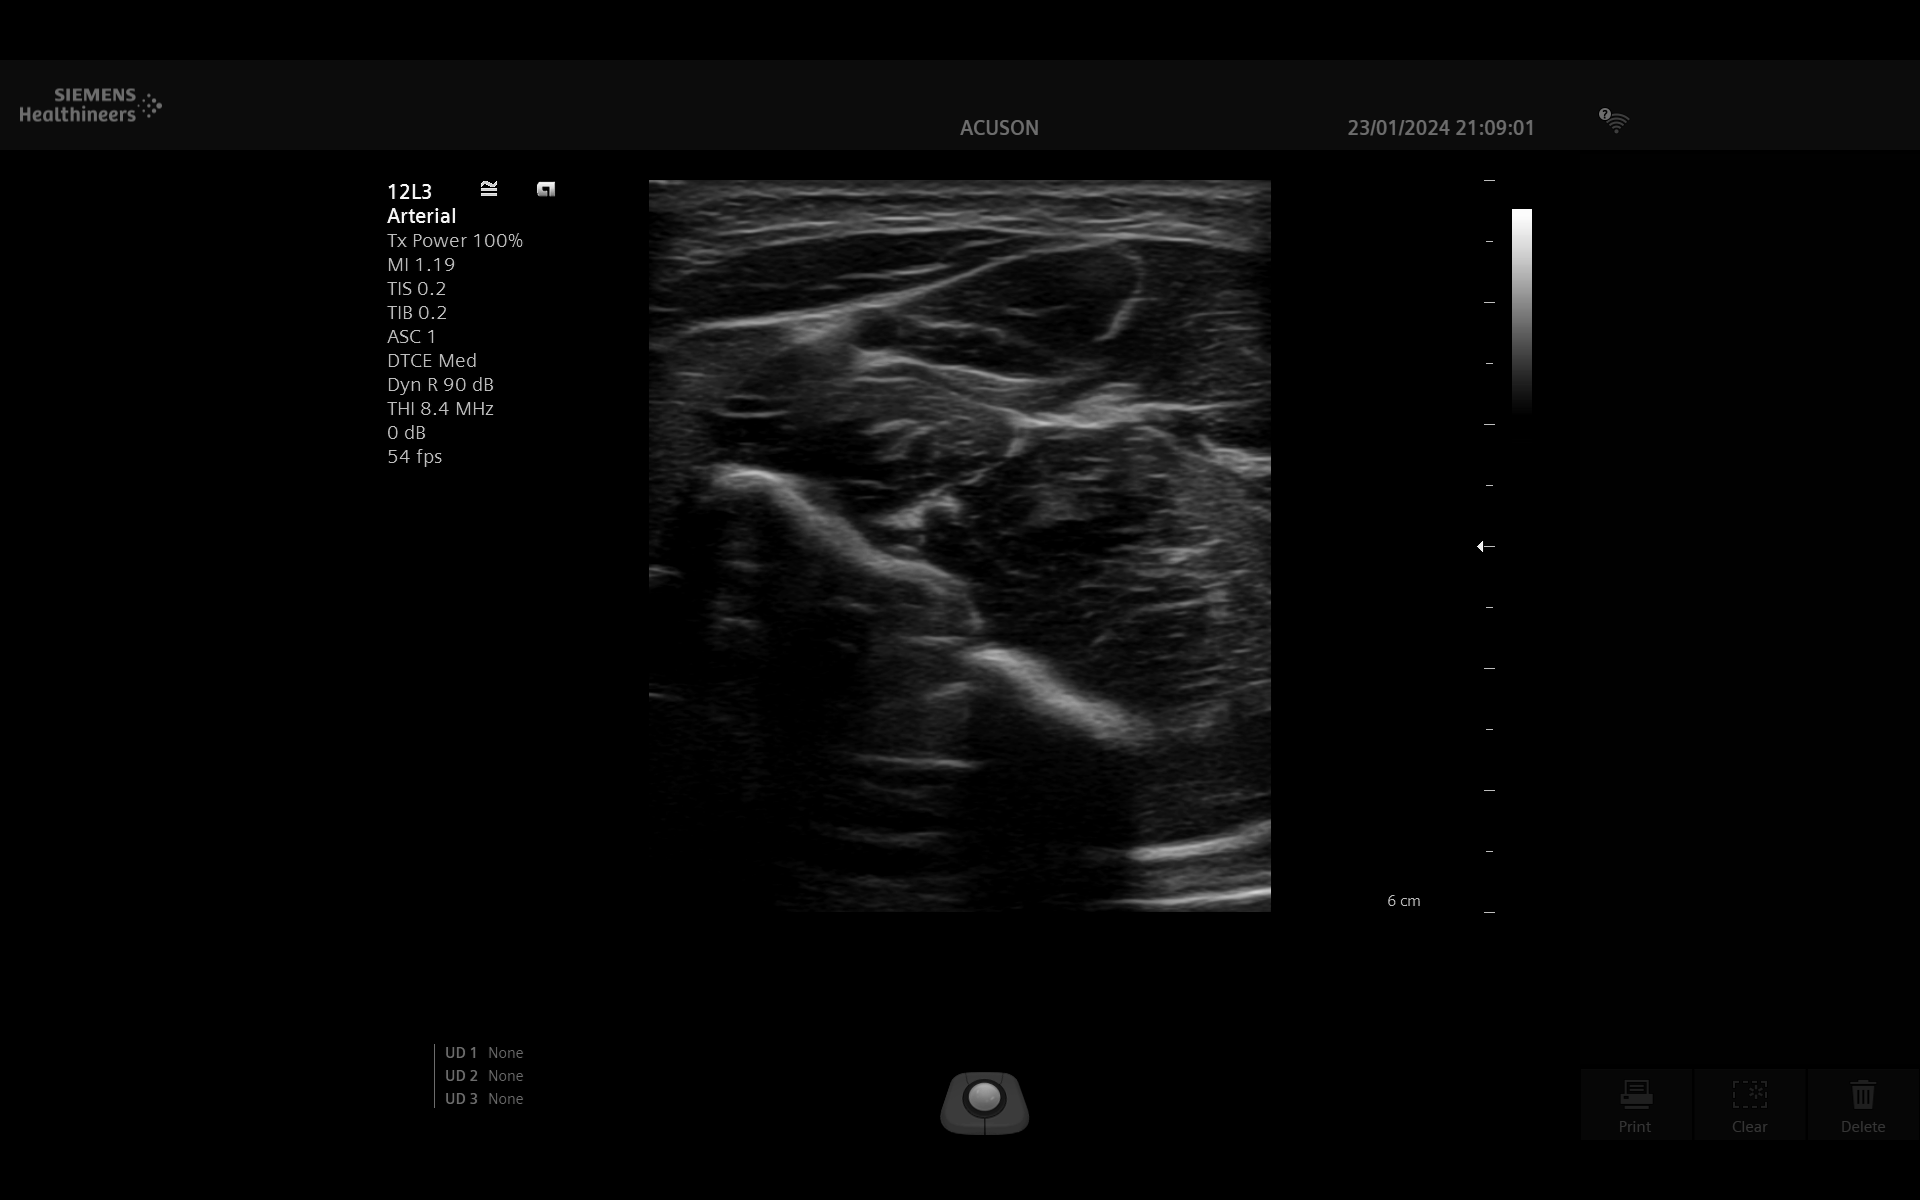 SIEMENS
Healthineers
ACUSON
23/01/2024 21:09:01
12L3
Arterial
Tx Power 100%
MI 1.19
TIS 0.2
TIB 0.2
ASC 1
DTCE Med
Dyn R 90 dB
THI 8.4 MHz
0 dB
54 fps
6 cm
UD 1 None
UD 2 None
UD 3 None
Print
Clear
Delete